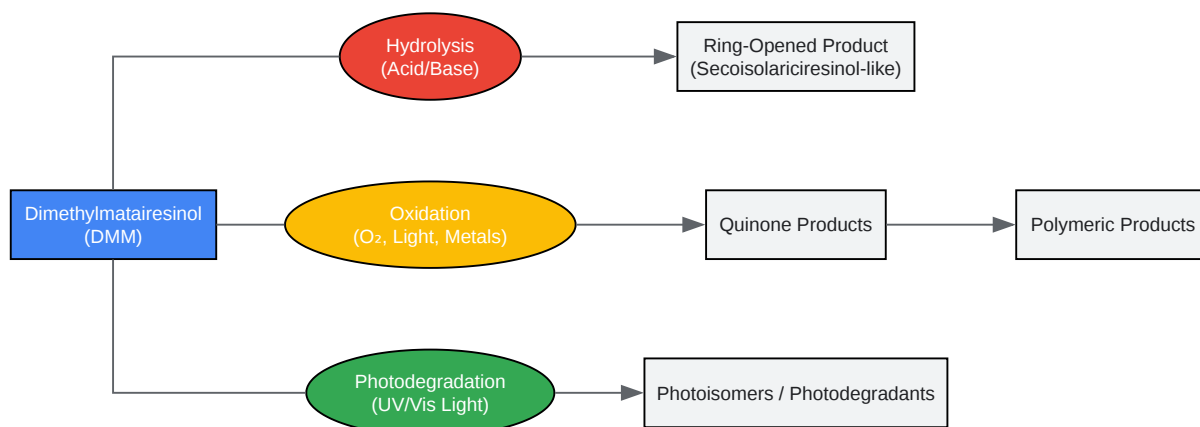 Hydrolysis
(Acid/Base)
Ring-Opened Product
(Secoisolariciresinol-like)
Dimethylmatairesinol
(DMM)
Oxidation
(O₂, Light, Metals)
Quinone Products
Polymeric Products
Photodegradation
(UV/Vis Light)
Photoisomers / Photodegradants